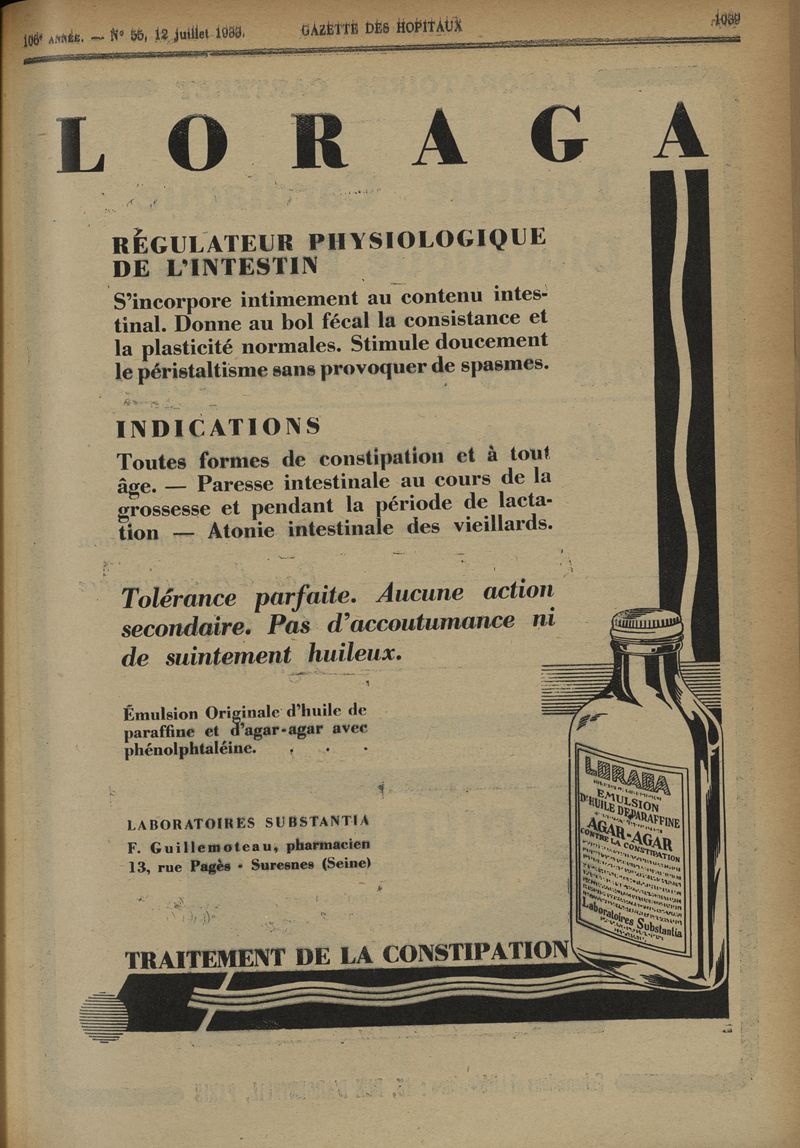 106e ANNÉE. — No 55, 12 juillet 1933. GAZETTE DES HOPITAUX 1039
LORAGA
RÉGULATEUR PHYSIOLOGIQUE
DE L'INTESTIN
S'incorpore intimement au contenu intes-
tinal. Donne au bol fécal la consistance et
la plasticité normales. Stimule doucement
le péristaltisme sans provoquer de spasmes.
INDICATIONS
Toutes formes de constipation et à tout
âge. — Paresse intestinale au cours de la
grossesse et pendant la période de lacta-
tion — Atonie intestinale des vieillards.
Tolérance parfaite. Aucune action
secondaire. Pas d'accoutumance ni
de suintement huileux.
Émulsion Originale d'huile de
paraffine et d'agar-agar avec
phénolphtaléine. . . .
LABORATOIRES SUBSTANTIA
F. Guillemoteau, pharmacien
13, rue Pagès - Suresnes (Seine)
LORAGA
EMULSION
D'HUILE DE PARAFFINE
AGAR-AGAR
CONTRE LA CONSTIPATION
Laboratoires Substantia
TRAITEMENT DE LA CONSTIPATION